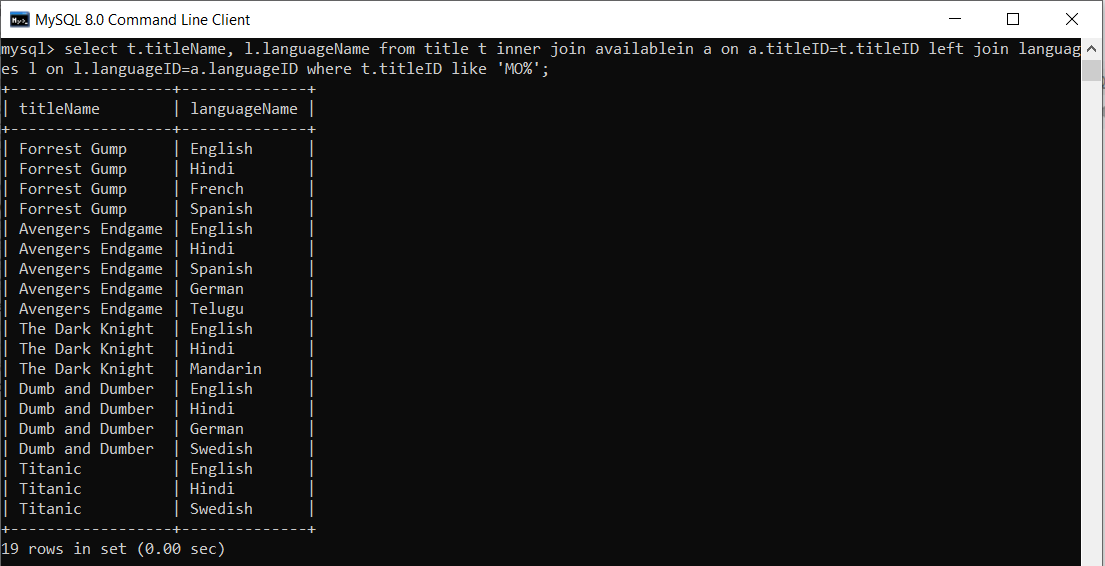 MySQL 8.0 Command Line Client
mysql> select t.titleName, l.languageName from title t inner join availablein a on a.titleID=t.titleID left join languag
es l on l.languageID=a.languageID where t.titleID like 'MO%';
+------------------+--------------+
| titleName        | languageName |
+------------------+--------------+
| Forrest Gump     | English      |
| Forrest Gump     | Hindi        |
| Forrest Gump     | French       |
| Forrest Gump     | Spanish      |
| Avengers Endgame | English      |
| Avengers Endgame | Hindi        |
| Avengers Endgame | Spanish      |
| Avengers Endgame | German       |
| Avengers Endgame | Telugu       |
| The Dark Knight  | English      |
| The Dark Knight  | Hindi        |
| The Dark Knight  | Mandarin     |
| Dumb and Dumber  | English      |
| Dumb and Dumber  | Hindi        |
| Dumb and Dumber  | German       |
| Dumb and Dumber  | Swedish      |
| Titanic          | English      |
| Titanic          | Hindi        |
| Titanic          | Swedish      |
+------------------+--------------+
19 rows in set (0.00 sec)